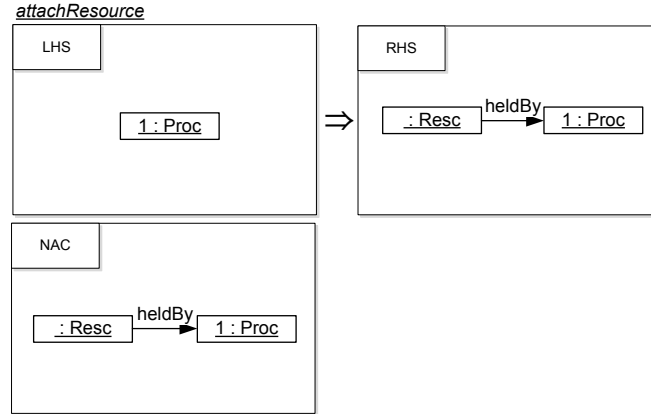 attachResource
LHS
1 : Proc
⇒
RHS
: Resc
heldBy
1 : Proc
NAC
: Resc
heldBy
1 : Proc